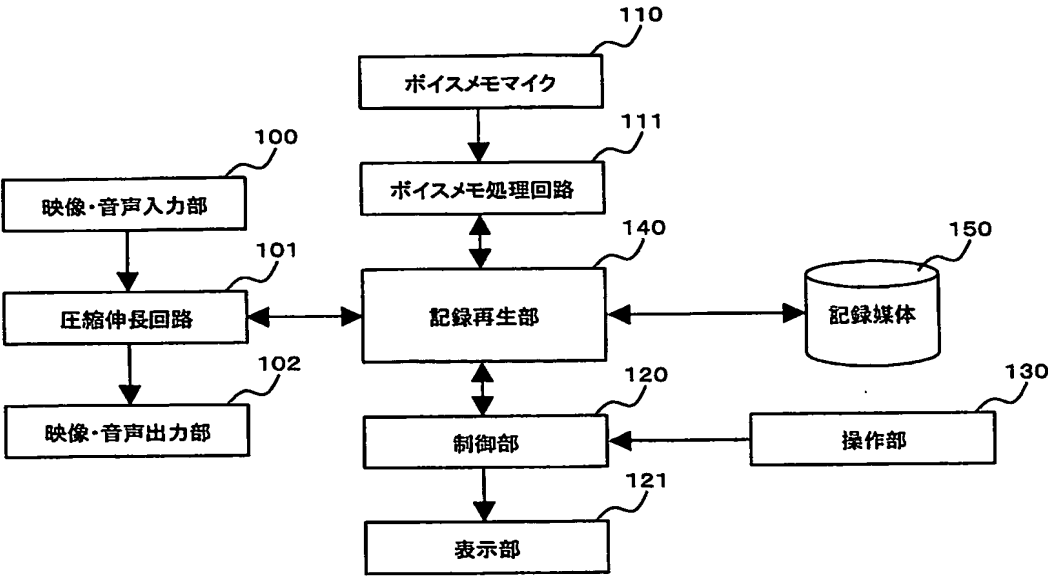 110
ボイスメモマイク
111
ボイスメモ処理回路
100
映像・音声入力部
101
圧縮伸長回路
102
映像・音声出力部
140
記録再生部
150
記録媒体
120
制御部
130
操作部
121
表示部